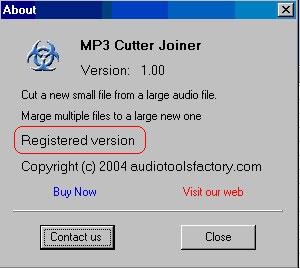 About
MP3 Cutter Joiner
Version: 1.00
Cut a new small file from a large audio file.
Marge multiple files to a large new one
Registered version
Copyright (c) 2004 audiotoolsfactory.com
Buy Now Visit our web
Contact us Close